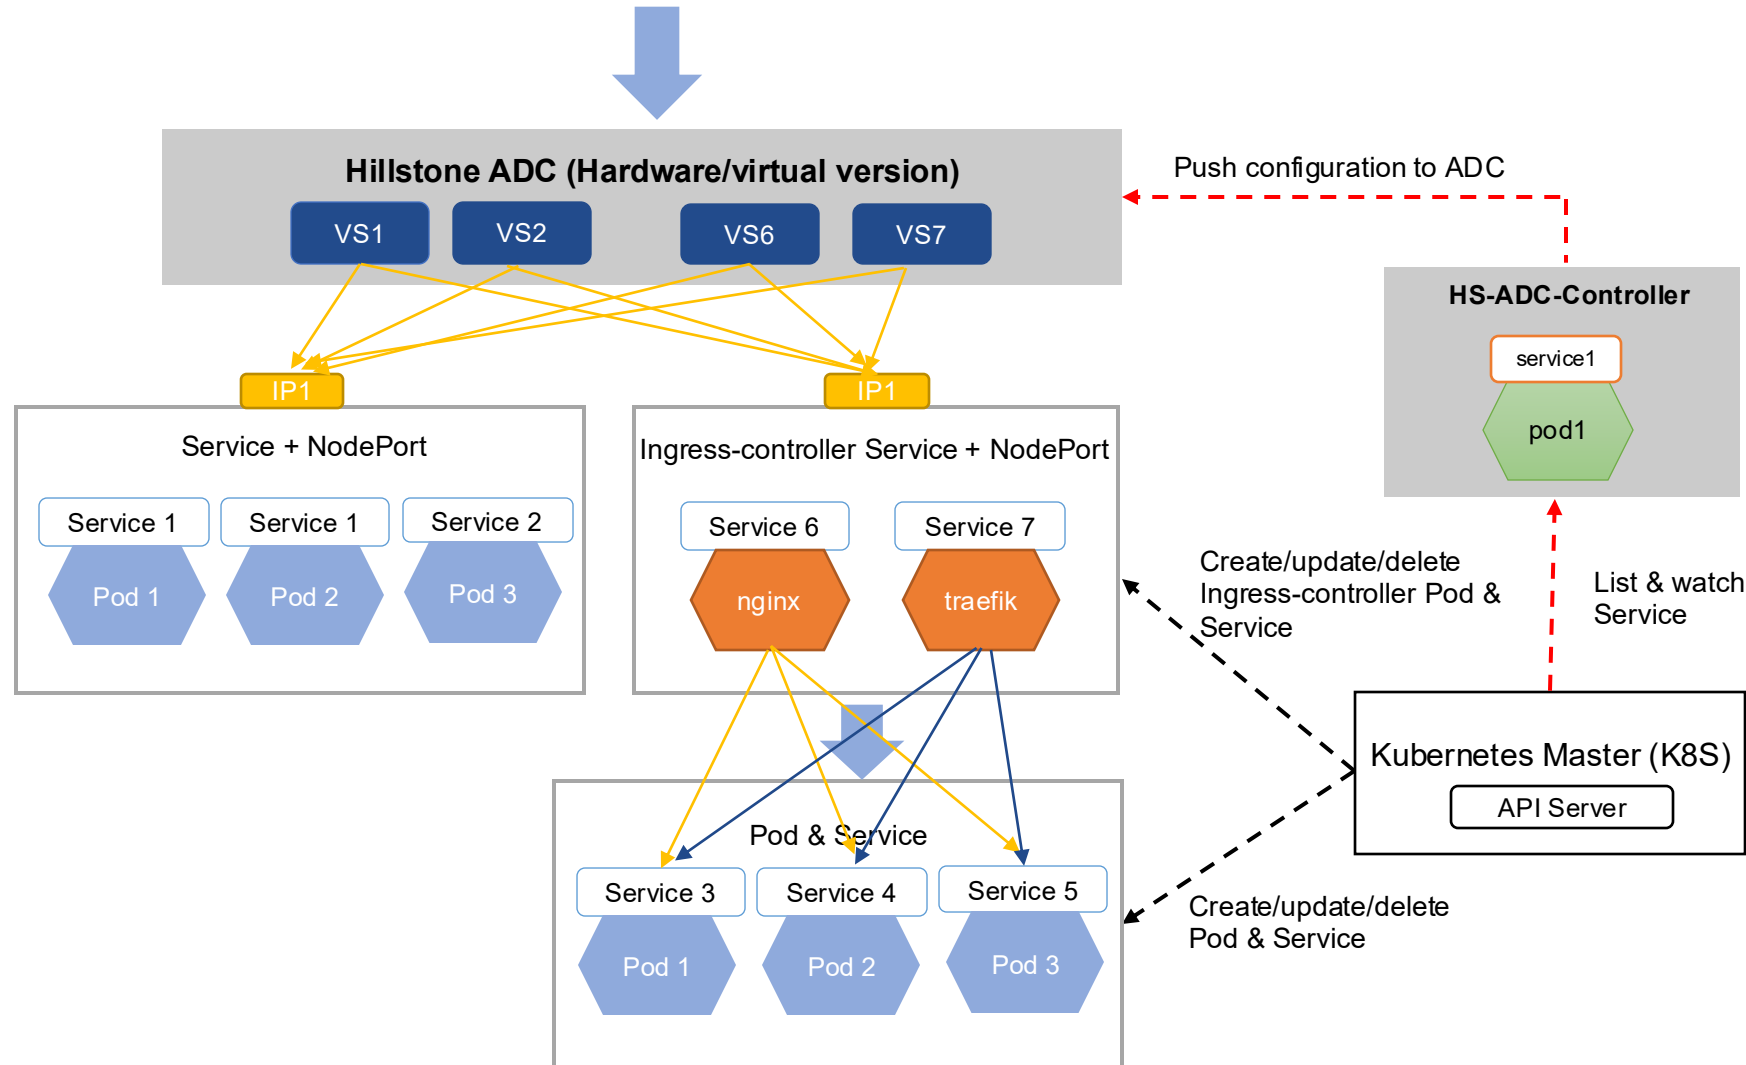 Hillstone ADC (Hardware/virtual version)
VS1
VS2
VS6
VS7
Push configuration to ADC
HS-ADC-Controller
service1
pod1
IP1
IP1
Service + NodePort
Service 1
Service 1
Service 2
Pod 1
Pod 2
Pod 3
Ingress-controller Service + NodePort
Service 6
Service 7
nginx
traefik
Create/update/delete
Ingress-controller Pod &
Service
List & watch
Service
Kubernetes Master (K8S)
API Server
Pod & Service
Service 3
Service 4
Service 5
Pod 1
Pod 2
Pod 3
Create/update/delete
Pod & Service